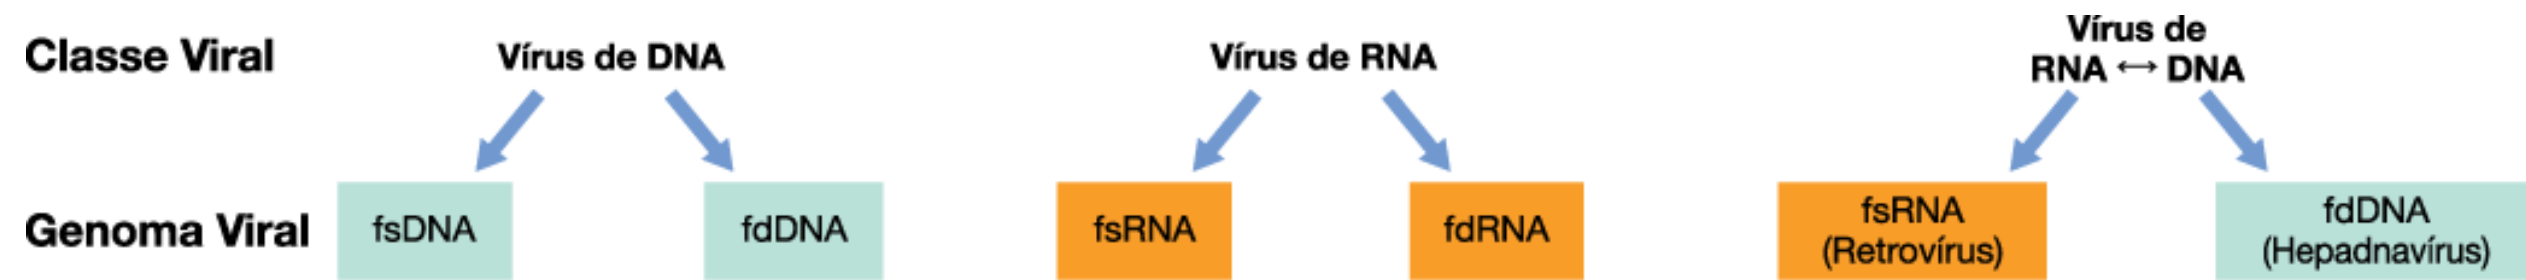 Classe Viral
Vírus de DNA
Vírus de RNA
Vírus de
RNA ↔ DNA
Genoma Viral
fsDNA
fdDNA
fsRNA
fdRNA
fsRNA
(Retrovírus)
fdDNA
(Hepadnavírus)